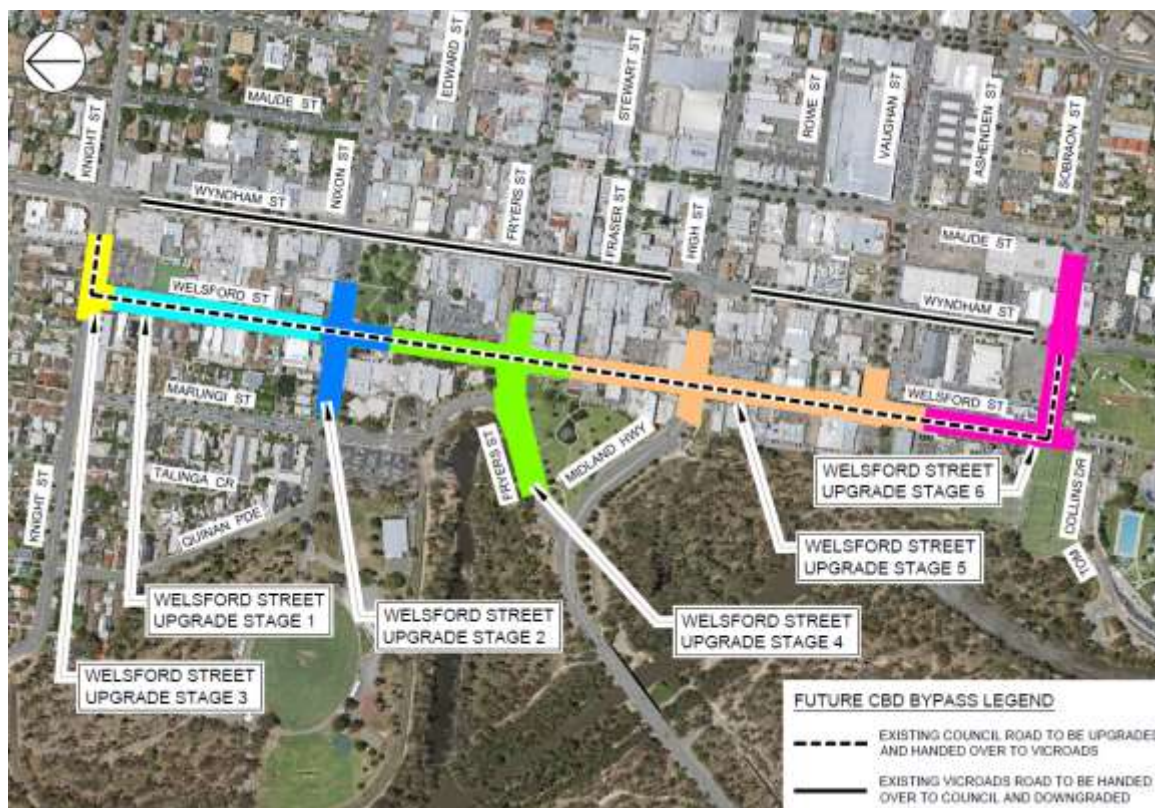 KNIGHT ST
MAUDE ST
EDWARD ST
NIXON ST
WYNDHAM ST
FRYERS ST
STEWART ST
FRASER ST
HIGH ST
ROWE ST
VAUGHAN ST
ASHENDEN ST
SOBRAON ST
MAUDE ST
WYNDHAM ST
WELSFORD ST
MARUNGI ST
TALINGA CR
QUINAN PDE
KNIGHT ST
FRYERS ST
MIDLAND HWY
WELSFORD ST
TOM COLLINS DR
WELSFORD STREET
UPGRADE STAGE 6
WELSFORD STREET
UPGRADE STAGE 5
WELSFORD STREET
UPGRADE STAGE 1
WELSFORD STREET
UPGRADE STAGE 2
WELSFORD STREET
UPGRADE STAGE 4
WELSFORD STREET
UPGRADE STAGE 3
FUTURE CBD BYPASS LEGEND
EXISTING COUNCIL ROAD TO BE UPGRADED
AND HANDED OVER TO VICROADS
EXISTING VICROADS ROAD TO BE HANDED
OVER TO COUNCIL AND DOWNGRADED